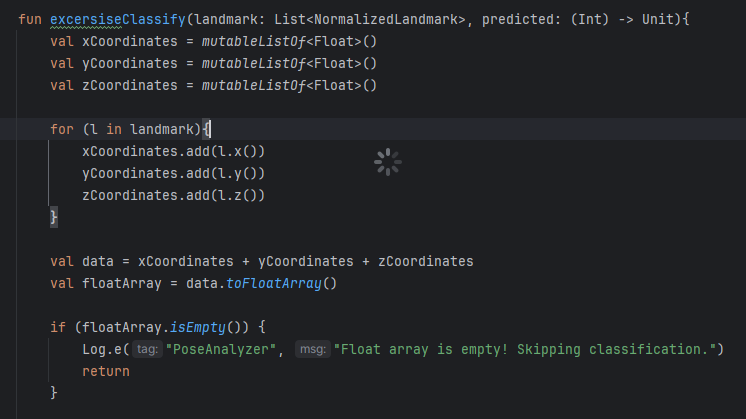 fun excersiseClassify(landmark: List<NormalizedLandmark>, predicted: (Int) -> Unit){
    val xCoordinates = mutableListOf<Float>()
    val yCoordinates = mutableListOf<Float>()
    val zCoordinates = mutableListOf<Float>()
    for (l in landmark){
        xCoordinates.add(l.x())
        yCoordinates.add(l.y())
        zCoordinates.add(l.z())
    }
    val data = xCoordinates + yCoordinates + zCoordinates
    val floatArray = data.toFloatArray()
    if (floatArray.isEmpty()) {
        Log.e( tag: "PoseAnalyzer", msg: "Float array is empty! Skipping classification.")
        return
    }